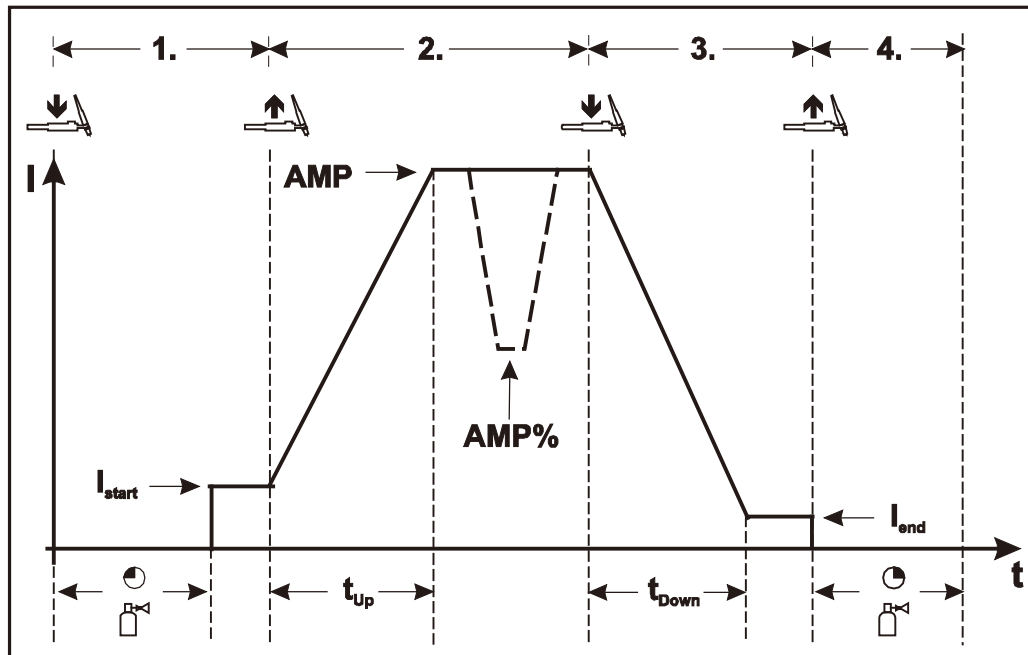 1. 2. 3. 4.
I
AMP
AMP%
Istart
Iend
t
tUp
tDown